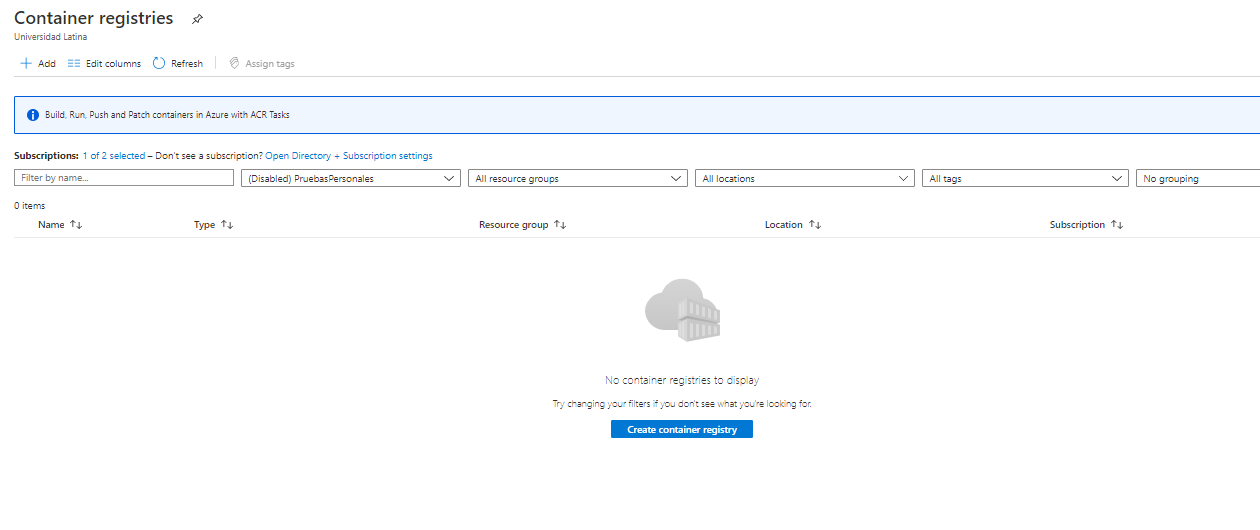 Container registries
Universidad Latina
Add Edit columns Refresh Assign tags
Build, Run, Push and Patch containers in Azure with ACR Tasks
Subscriptions: 1 of 2 selected – Don't see a subscription? Open Directory + Subscription settings
Filter by name... (Disabled) PruebasPersonales All resource groups All locations All tags No grouping
0 items
Name Type Resource group Location Subscription
No container registries to display
Try changing your filters if you don't see what you're looking for.
Create container registry